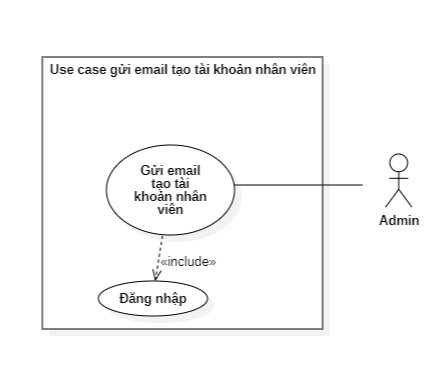 Use case gửi email tạo tài khoản nhân viên
Gửi email
tạo tài
khoản nhân
viên
Admin
«include»
Đăng nhập